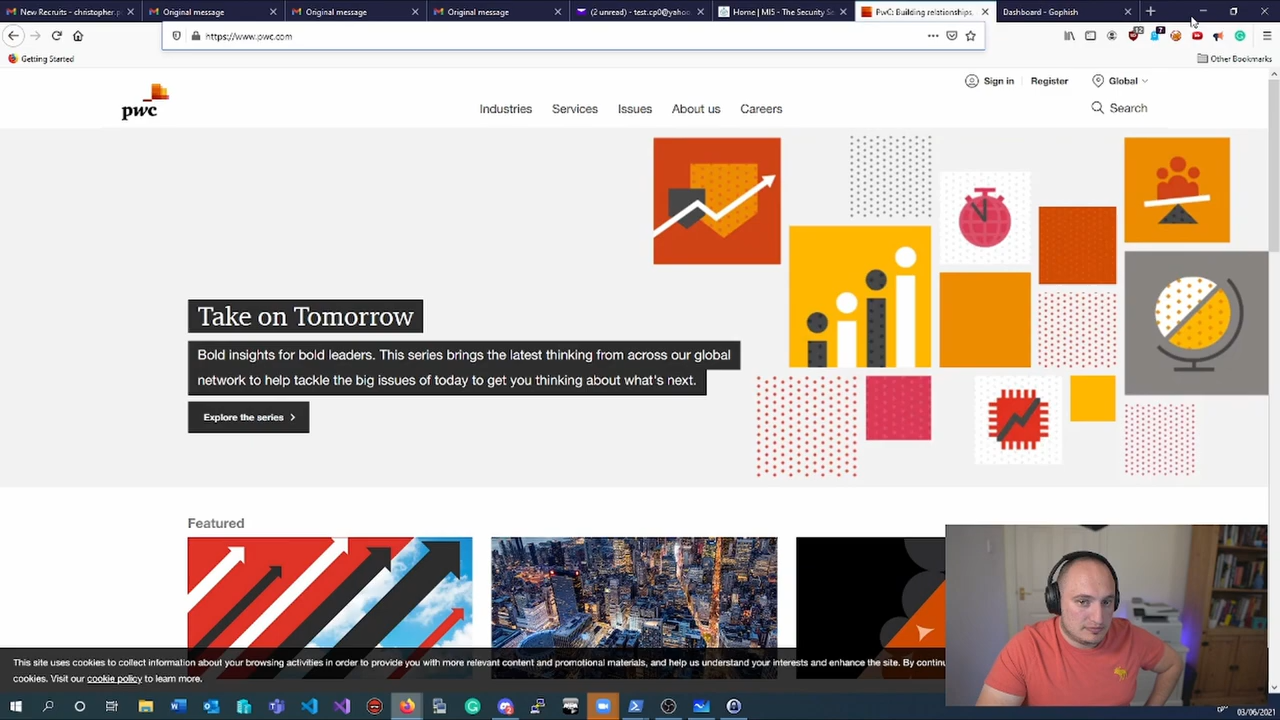 New Recruits - christopher.p
Original message
Original message
Original message
(2 unread) - test.cp0@yahoo
Home | MI5 - The Security Se
PwC: Building relationships,
Dashboard - Gophish
https://www.pwc.com
Getting Started
Other Bookmarks
pwc
Sign in
Register
Global
Industries
Services
Issues
About us
Careers
Search
Take on Tomorrow
Bold insights for bold leaders. This series brings the latest thinking from across our global
network to help tackle the big issues of today to get you thinking about what's next.
Explore the series
Featured
This site uses cookies to collect information about your browsing activities in order to provide you with more relevant content and promotional materials, and help us understand your interests and enhance the site. By continu
cookies. Visit our cookie policy to learn more.
03/06/2021